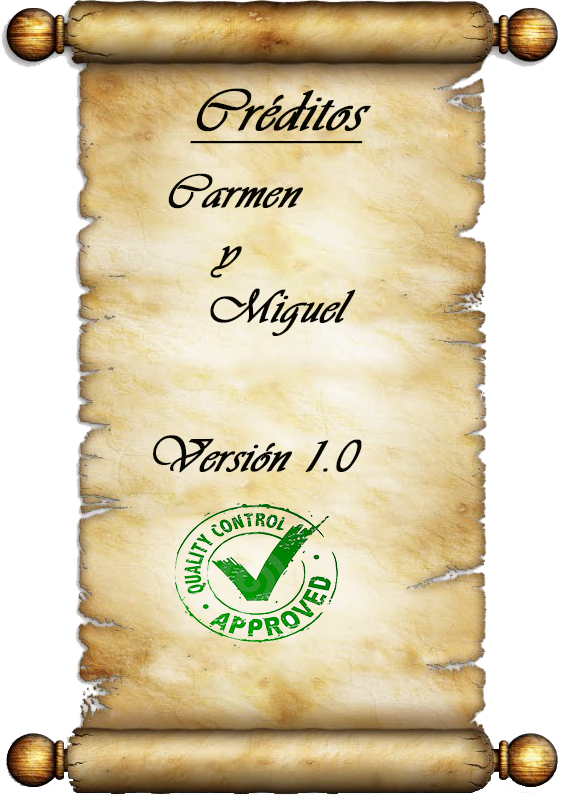 Créditos
Carmen
y
Miguel
Versión 1.0
QUALITY CONTROL
APPROVED